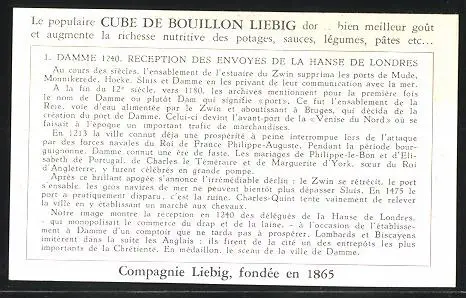 Le populaire CUBE DE BOUILLON LIEBIG don bien meilleur goût
et augmente la richesse nutritive des potages, sauces, légumes, pâtes etc...
1. DAMME 1240. RECEPTION DES ENVOYES DE LA HANSE DE LONDRES
Au cours des siècles, l'ensablement de l'estuaire du Zwin supprima les ports de Mude,
Monnikerede, Hoeke. Sluis et Damme en les privant de leur communication avec la mer.
A la fin du 12e siècle, vers 1180, les archives mentionnent pour la première fois
le nom de Damme ou plutôt Dam qui signifie «port». Ce fut l'ensablement de la
Reie, voie d'eau alimentée par le Zwin et aboutissant à Bruges, qui décida de la
création du port de Damme. Celui-ci devint l'avant-port de la «Venise du Nord» où se
faisait à l'époque un important trafic de marchandises.
En 1213 la ville connut déjà une prospérité à peine interrompue lors de l'attaque
par des forces navales du Roi de France Philippe-Auguste. Pendant la période bour-
guignonne, Damme connut une ère de faste. Les mariages de Philippe-le-Bon et d'Eli-
sabeth de Portugal, de Charles le Téméraire et de Marguerite d'York, sœur du Roi
d'Angleterre, y furent célébrés en grande pompe.
Après ce brillant apogée s'annonce l'irrémédiable déclin : le Zwin se rétrécit, le port
s'ensable, les gros navires de mer ne peuvent bientôt plus dépasser Sluis. En 1475 le
port a pratiquement disparu, c'est la ruine. Charles-Quint tente vainement de relever
la ville en y établissant un marché aux chevaux.
Notre image montre la réception en 1240 des délégués de la Hanse de Londres,
- qui monopolisait le commerce du drap et de la laine, - à l'occasion de l'établisse-
ment à Damme d'un comptoir qui ne tarda pas à prospérer. Lombards et Biscayens
imitèrent dans la suite les Anglais : ils firent de la cité un des entrepôts les plus
importants de la Chrétienté. En médaillon, le sceau de la ville de Damme.
Compagnie Liebig, fondée en 1865